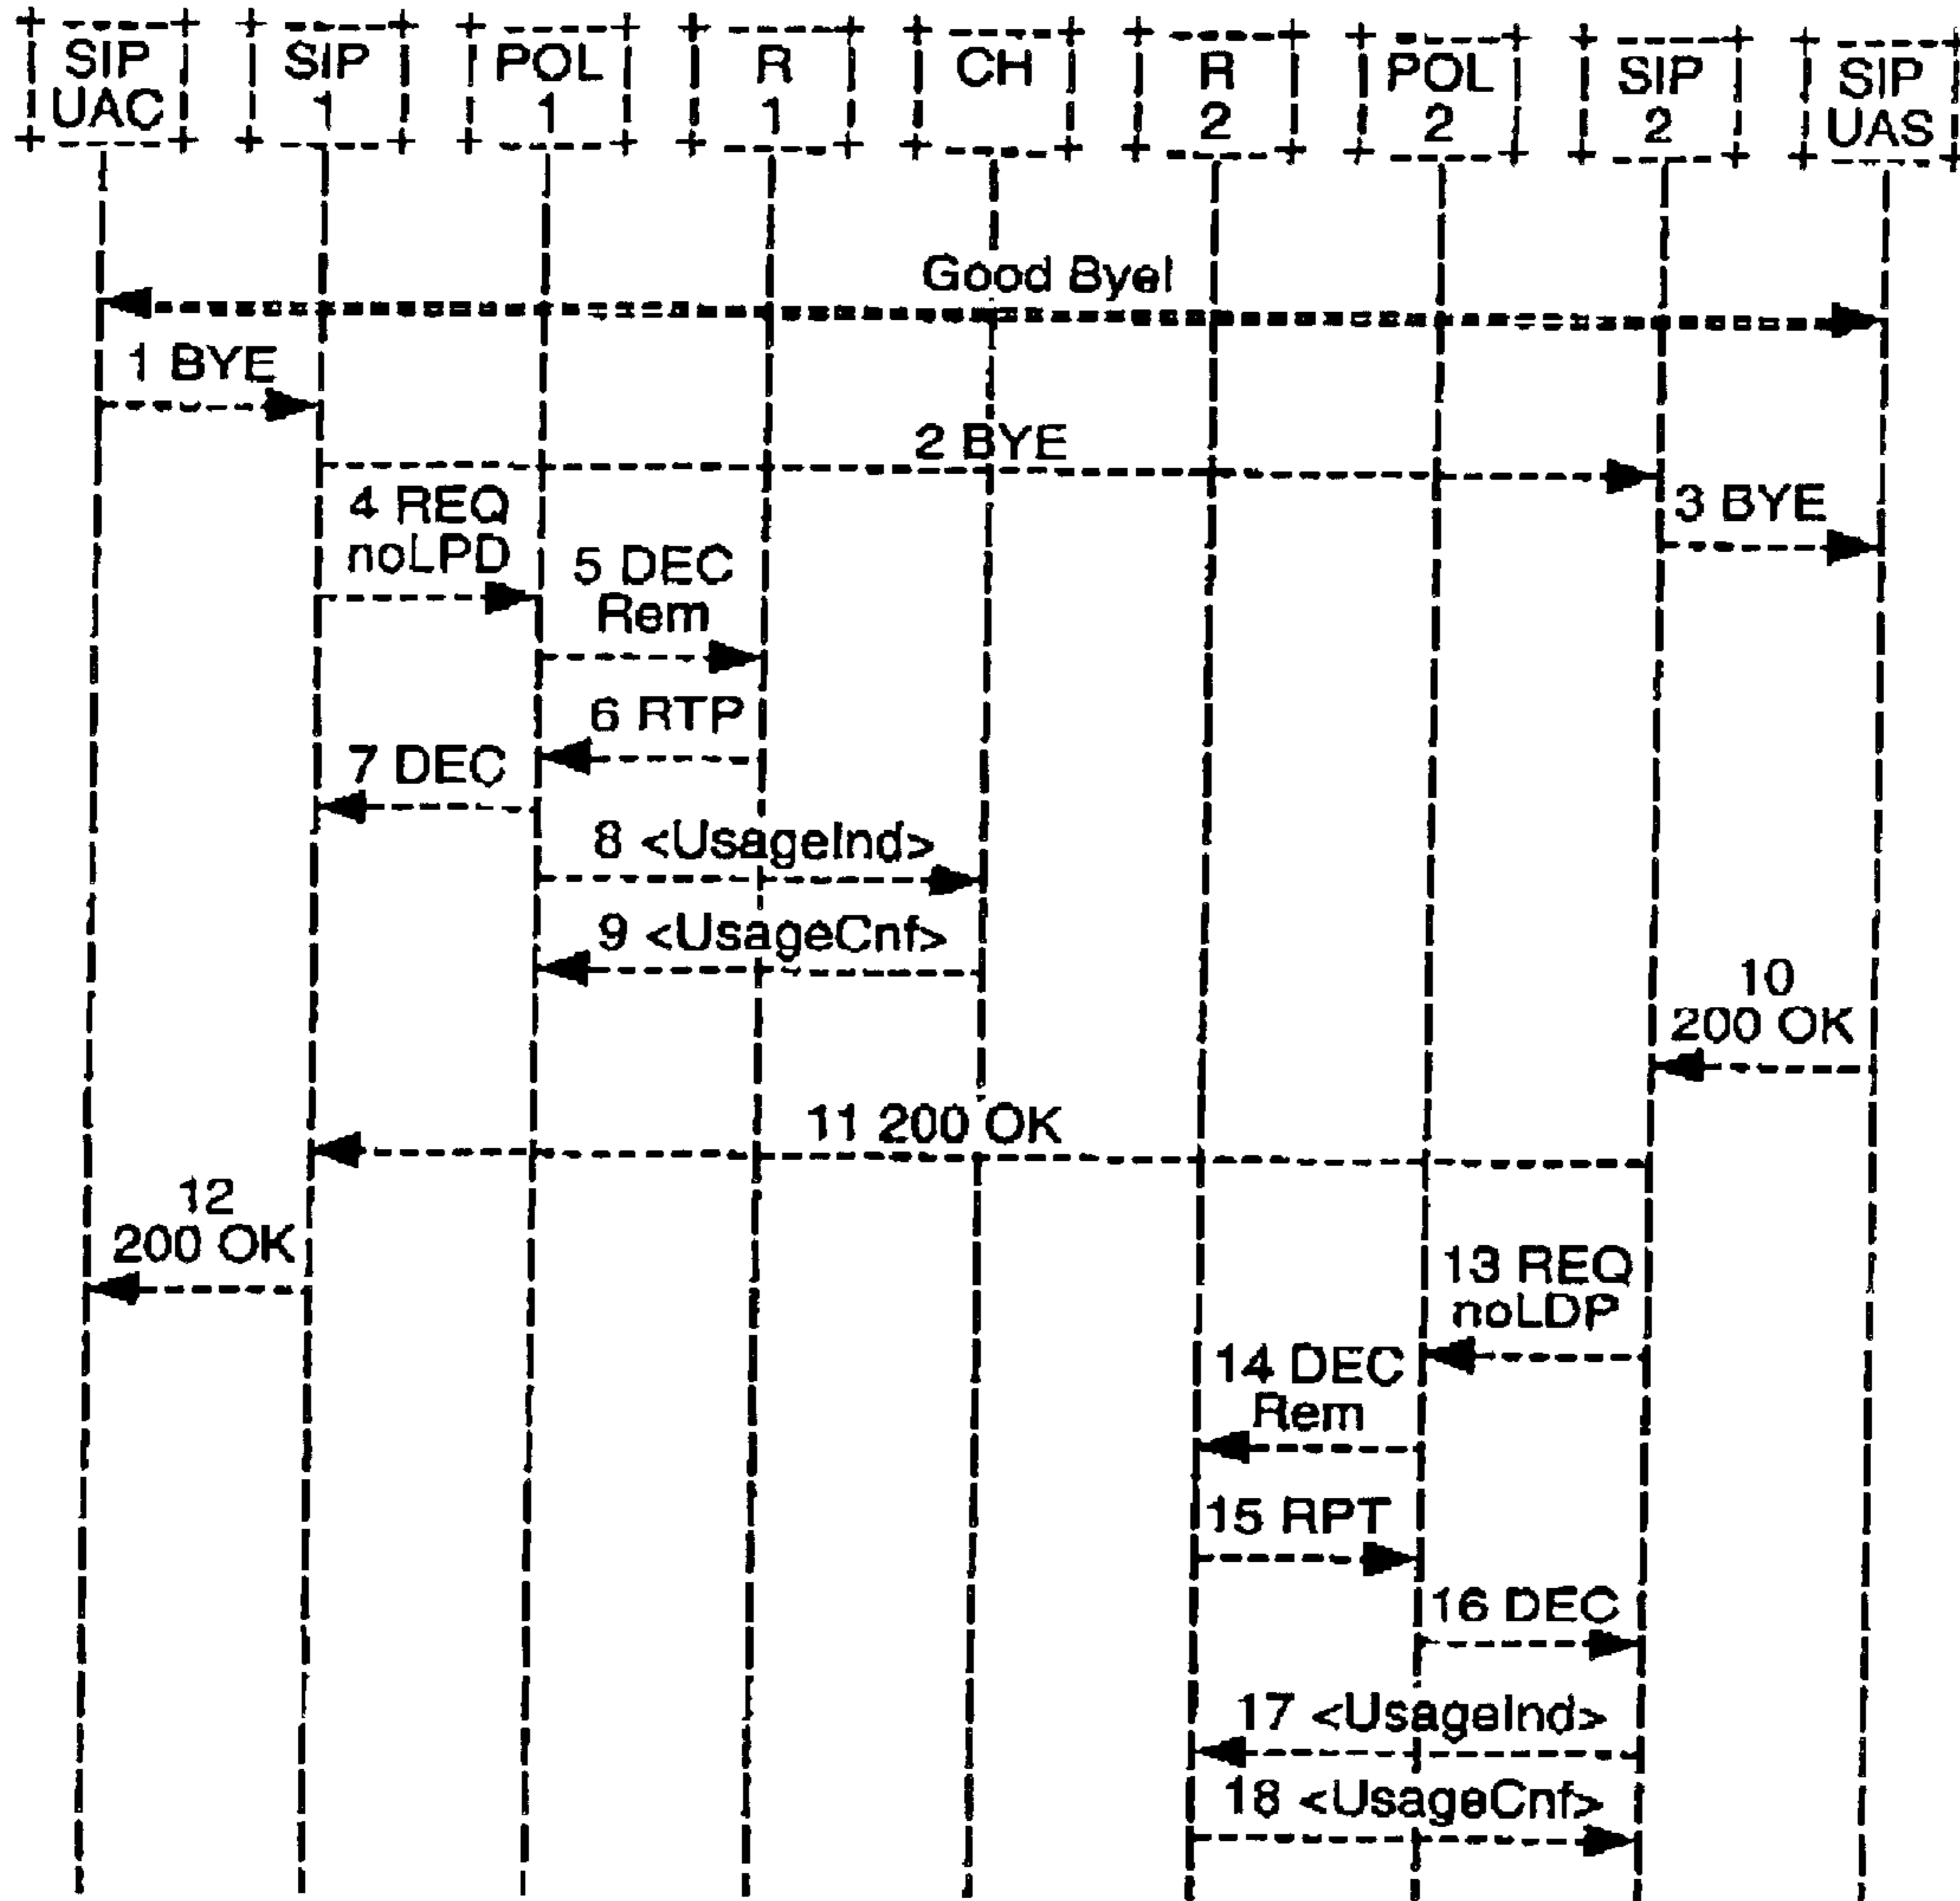 SIP
UAC
SIP
1
POL
1
R
1
CH
R
2
POL
2
SIP
2
SIP
UAS
Good Bye!
1 BYE
2 BYE
3 BYE
4 REQ
noLPD
5 DEC
Rem
6 RTP
7 DEC
8 <UsageInd>
9 <UsageCnf>
10
200 OK
11 200 OK
12
200 OK
13 REQ
noLDP
14 DEC
Rem
15 RPT
16 DEC
17 <UsageInd>
18 <UsageCnf>